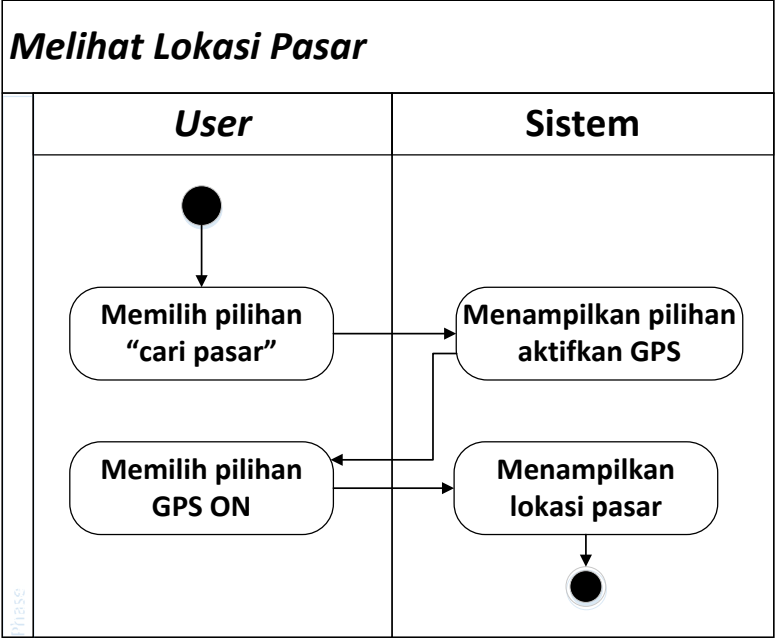 Melihat Lokasi Pasar
User
Sistem
Memilih pilihan
“cari pasar”
Menampilkan pilihan
aktifkan GPS
Memilih pilihan
GPS ON
Menampilkan
lokasi pasar
Phase